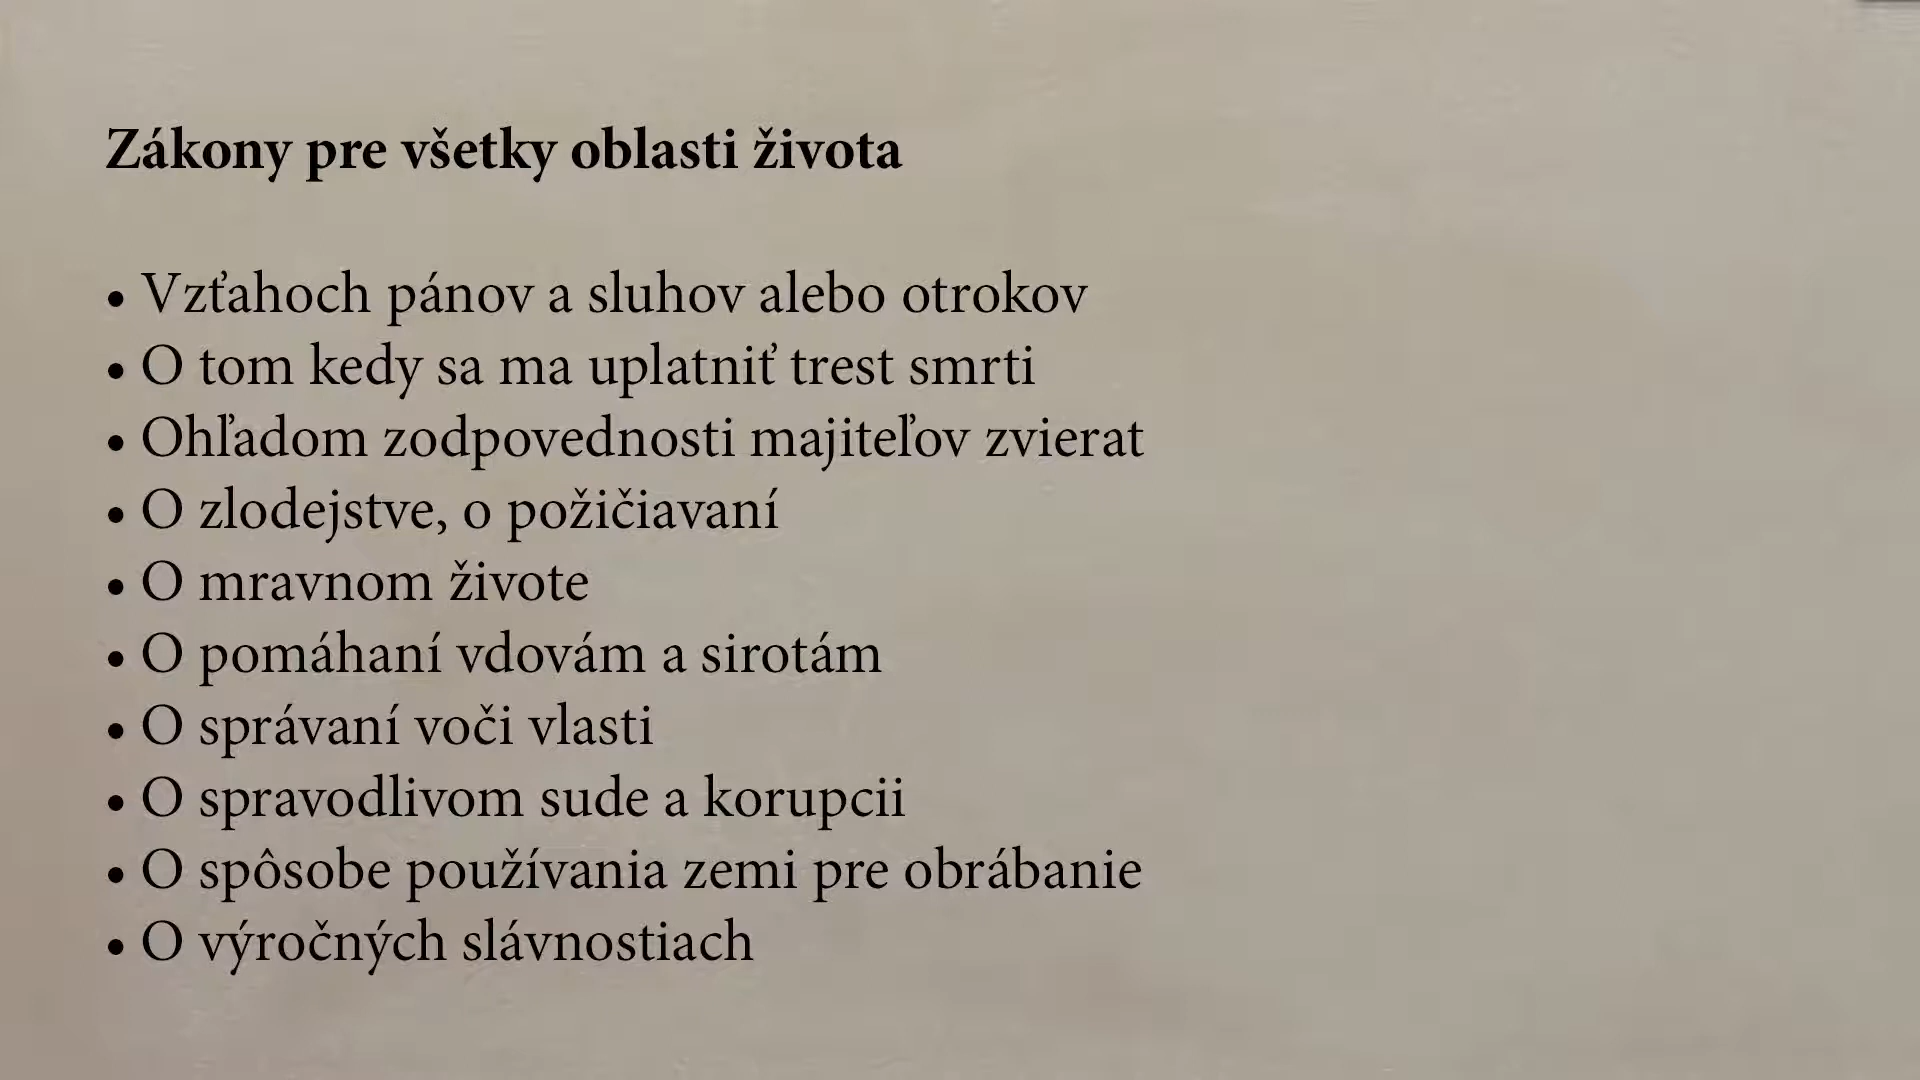 Zákony pre všetky oblasti života
• Vzťahoch pánov a sluhov alebo otrokov
• O tom kedy sa ma uplatniť trest smrti
• Ohľadom zodpovednosti majiteľov zvierat
• O zlodejstve, o požičiavaní
• O mravnom živote
• O pomáhaní vdovám a sirotám
• O správaní voči vlasti
• O spravodlivom sude a korupcii
• O spôsobe používania zemi pre obrábanie
• O výročných slávnostiach